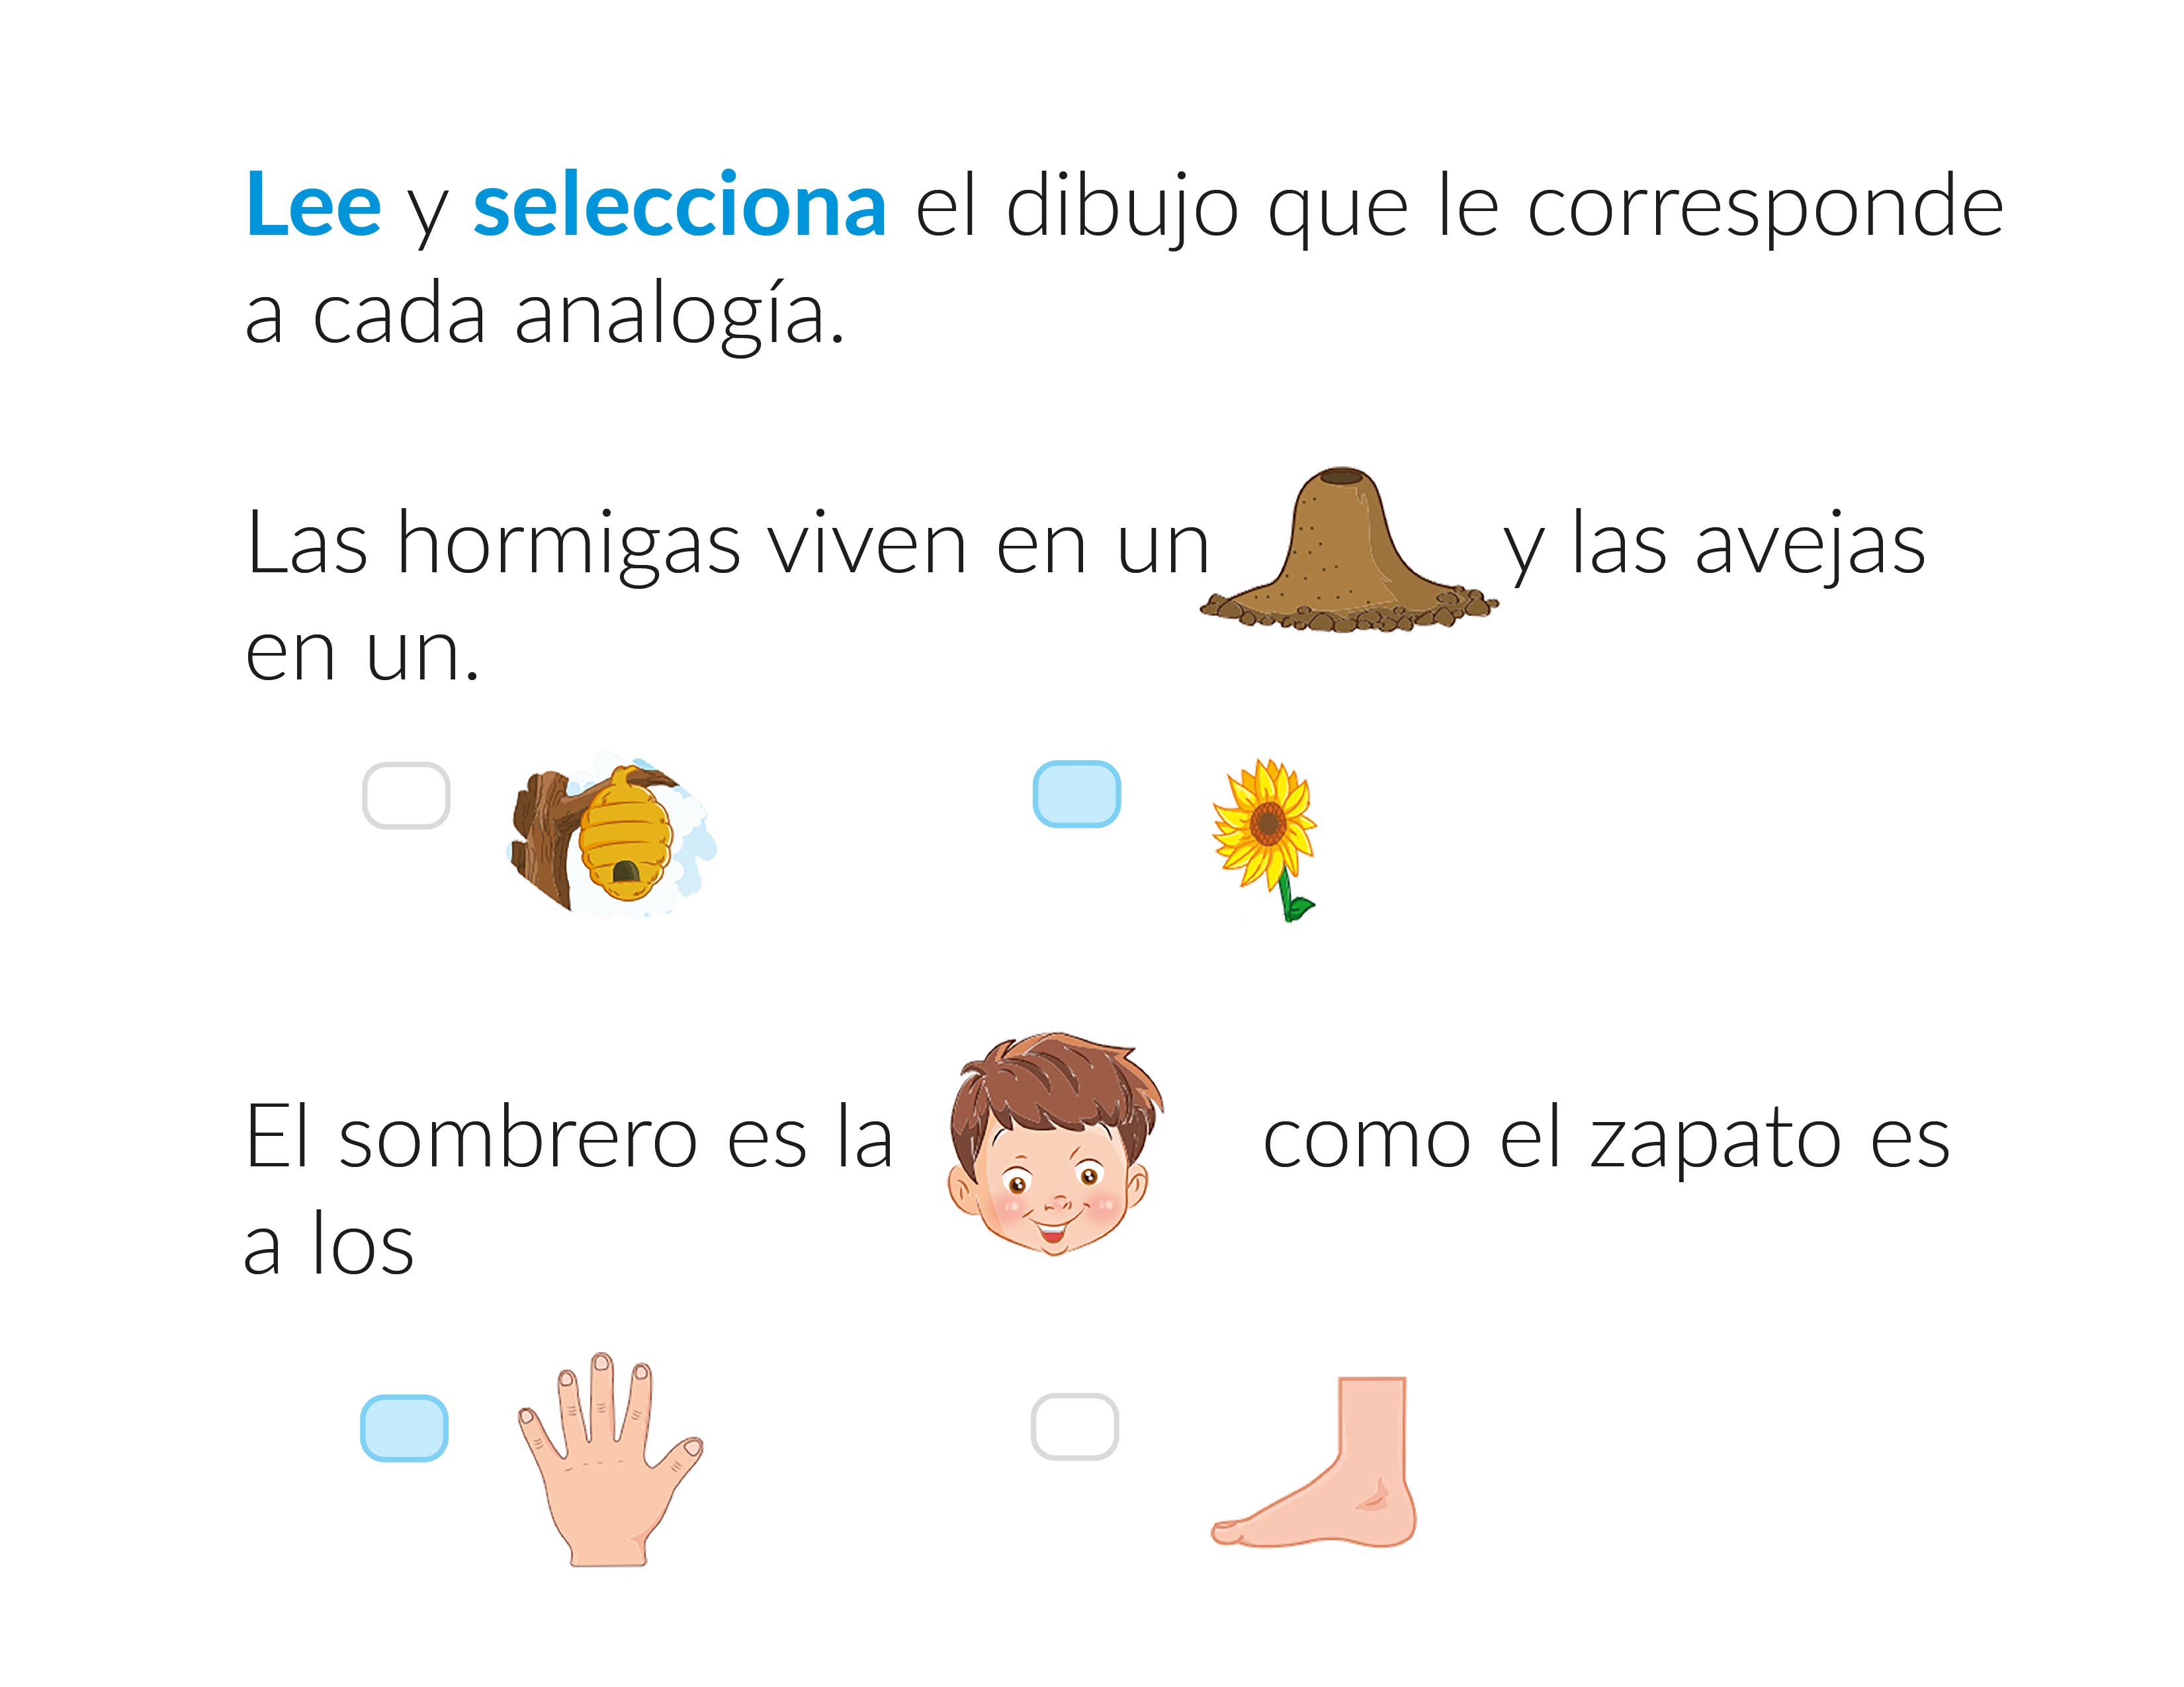 Lee y selecciona el dibujo que le corresponde
a cada analogía.
Las hormigas viven en un y las avejas
en un.
El sombrero es la como el zapato es
a los